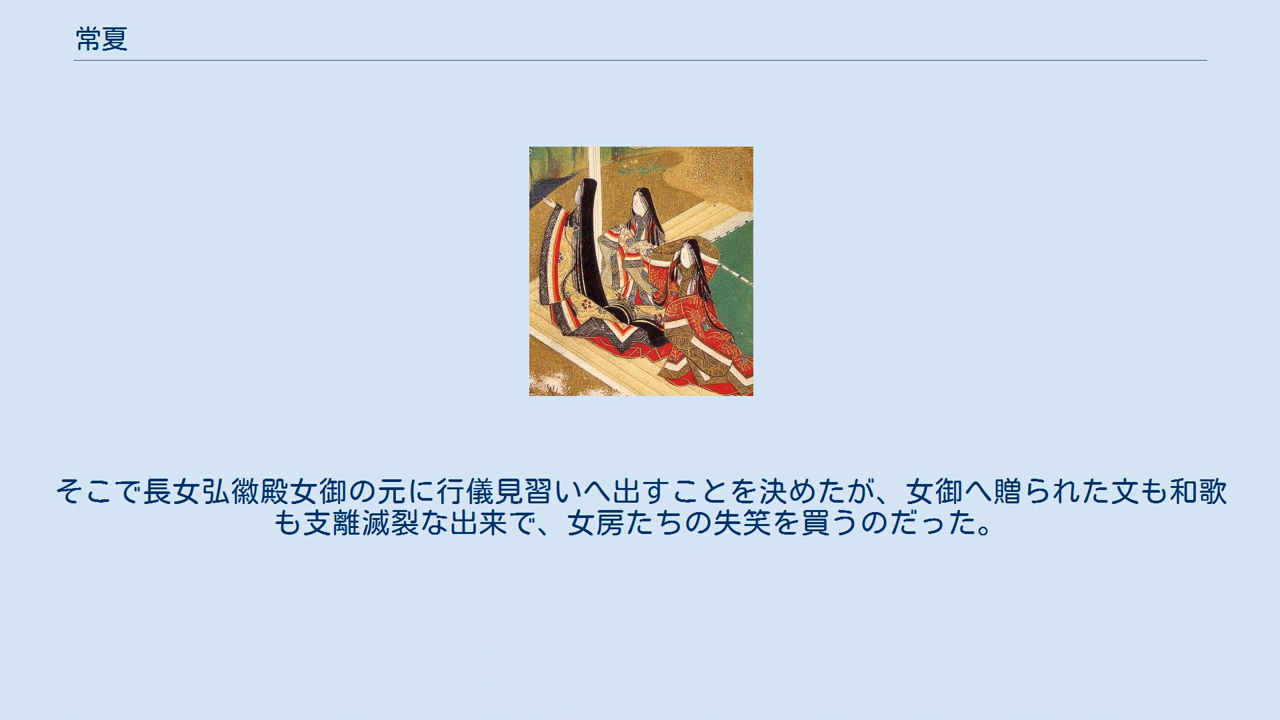 常夏
そこで長女弘徽殿女御の元に行儀見習いへ出すことを決めたが、女御へ贈られた文も和歌
も支離滅裂な出来で、女房たちの失笑を買うのだった。